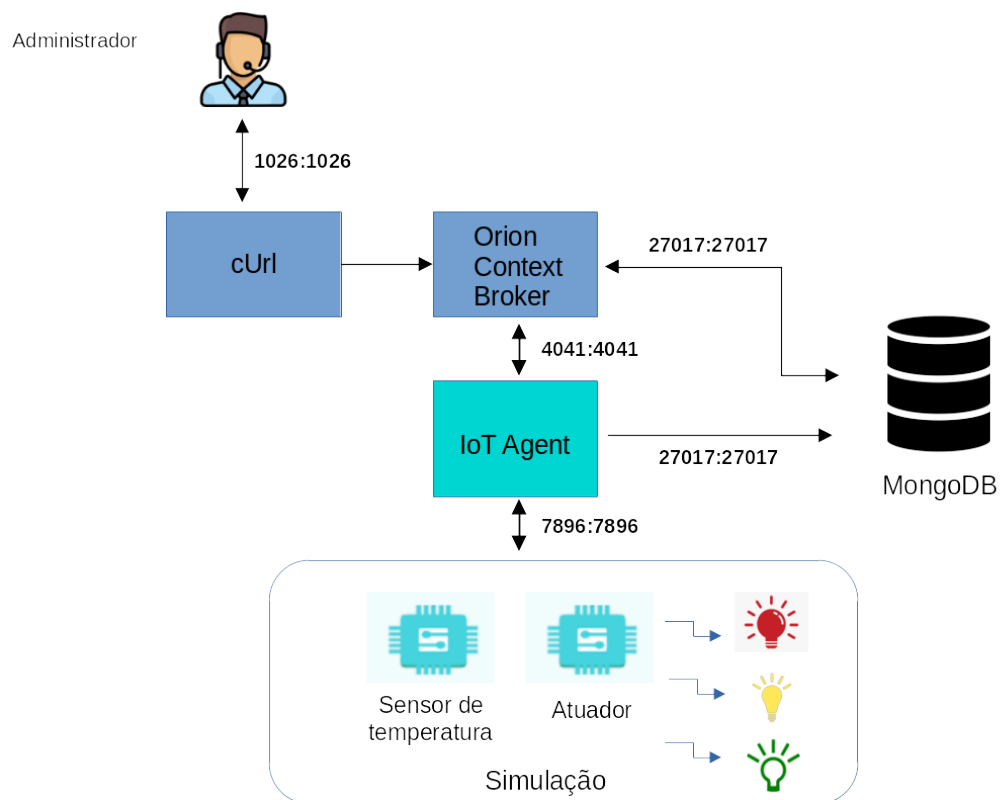 Administrador
1026:1026
cUrl
Orion
Context
Broker
27017:27017
4041:4041
IoT Agent
27017:27017
MongoDB
7896:7896
Sensor de
temperatura
Atuador
Simulação